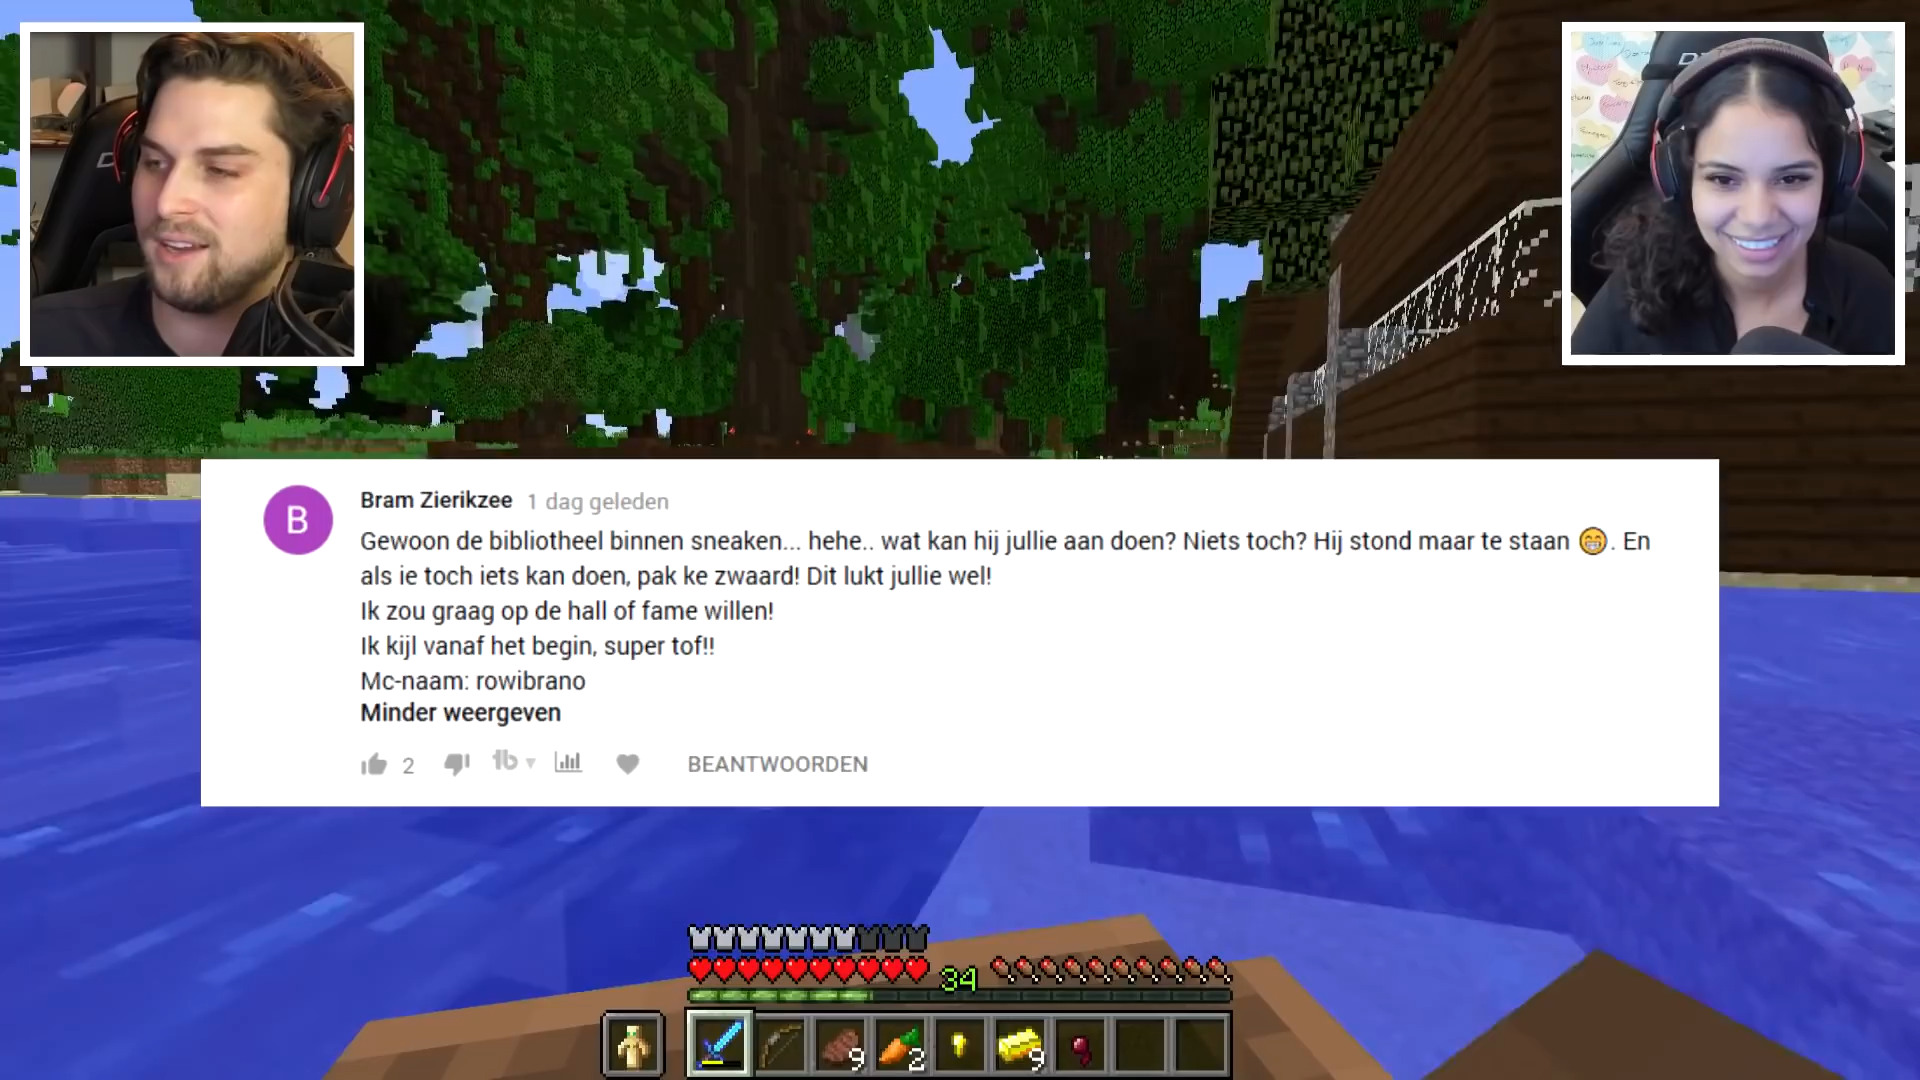 Bram Zierikzee 1 dag geleden
Gewoon de bibliotheel binnen sneaken... hehe.. wat kan hij jullie aan doen? Niets toch? Hij stond maar te staan 😁. En
als ie toch iets kan doen, pak ke zwaard! Dit lukt jullie wel!
Ik zou graag op de hall of fame willen!
Ik kijl vanaf het begin, super tof!!
Mc-naam: rowibrano
Minder weergeven
2 BEANTWOORDEN
B
34
9 2 9